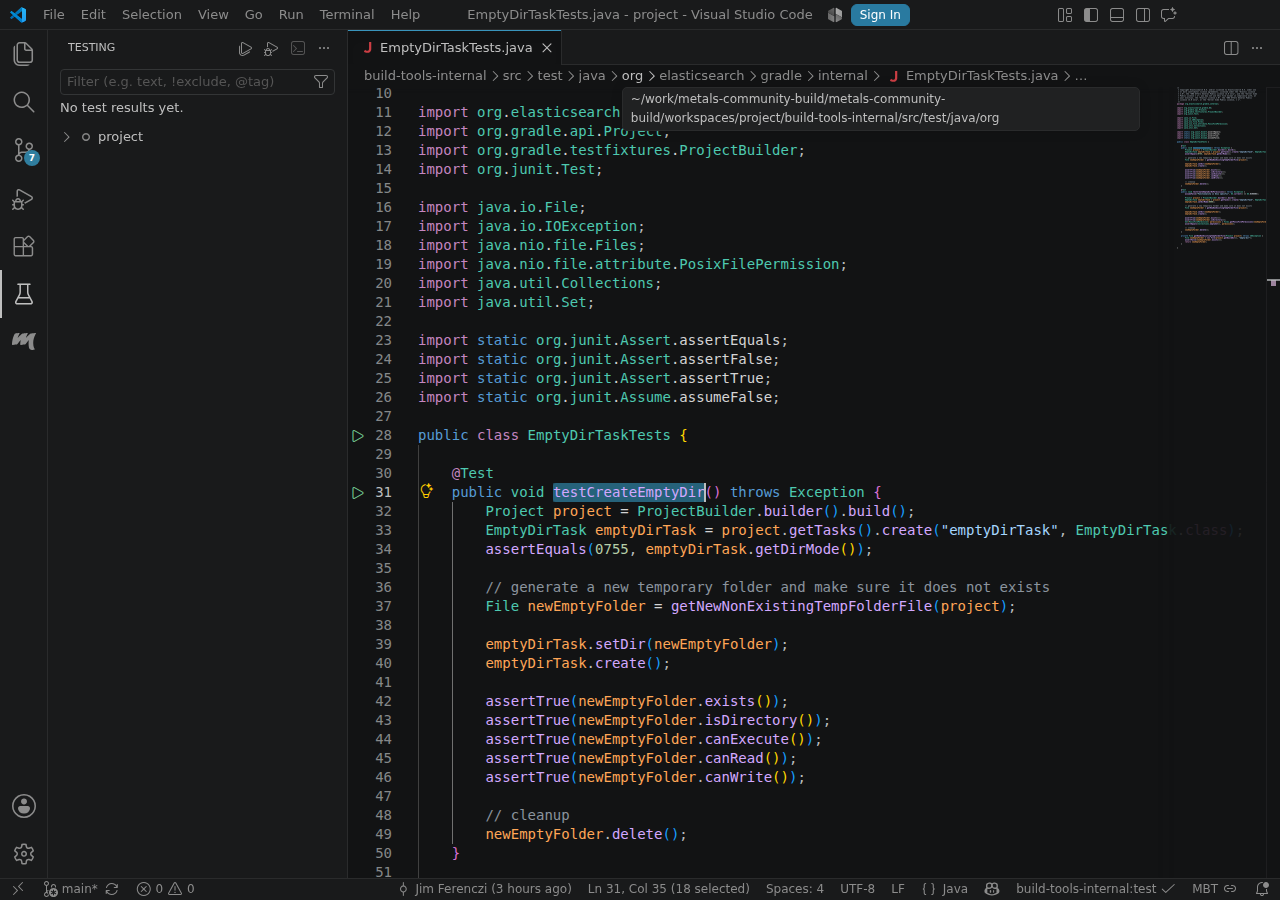 File Edit Selection View Go Run Terminal Help EmptyDirTaskTests.java - project - Visual Studio Code Sign In
TESTING
EmptyDirTaskTests.java
Filter (e.g. text, !exclude, @tag)
No test results yet.
project
7
build-tools-internal > src > test > java > org > elasticsearch > gradle > internal > EmptyDirTaskTests.java > ...
~/work/metals-community-build/metals-community-
build/workspaces/project/build-tools-internal/src/test/java/org
10
11 import org.elasticsearch
12 import org.gradle.api.Project;
13 import org.gradle.testfixtures.ProjectBuilder;
14 import org.junit.Test;
15
16 import java.io.File;
17 import java.io.IOException;
18 import java.nio.file.Files;
19 import java.nio.file.attribute.PosixFilePermission;
20 import java.util.Collections;
21 import java.util.Set;
22
23 import static org.junit.Assert.assertEquals;
24 import static org.junit.Assert.assertFalse;
25 import static org.junit.Assert.assertTrue;
26 import static org.junit.Assume.assumeFalse;
27
28 public class EmptyDirTaskTests {
29
30 @Test
31 public void testCreateEmptyDir() throws Exception {
32 Project project = ProjectBuilder.builder().build();
33 EmptyDirTask emptyDirTask = project.getTasks().create("emptyDirTask", EmptyDirTask.class);
34 assertEquals(0755, emptyDirTask.getDirMode());
35
36 // generate a new temporary folder and make sure it does not exists
37 File newEmptyFolder = getNewNonExistingTempFolderFile(project);
38
39 emptyDirTask.setDir(newEmptyFolder);
40 emptyDirTask.create();
41
42 assertTrue(newEmptyFolder.exists());
43 assertTrue(newEmptyFolder.isDirectory());
44 assertTrue(newEmptyFolder.canExecute());
45 assertTrue(newEmptyFolder.canRead());
46 assertTrue(newEmptyFolder.canWrite());
47
48 // cleanup
49 newEmptyFolder.delete();
50 }
51
main* 0 0 Jim Ferenczi (3 hours ago) Ln 31, Col 35 (18 selected) Spaces: 4 UTF-8 LF { } Java build-tools-internal:test MBT